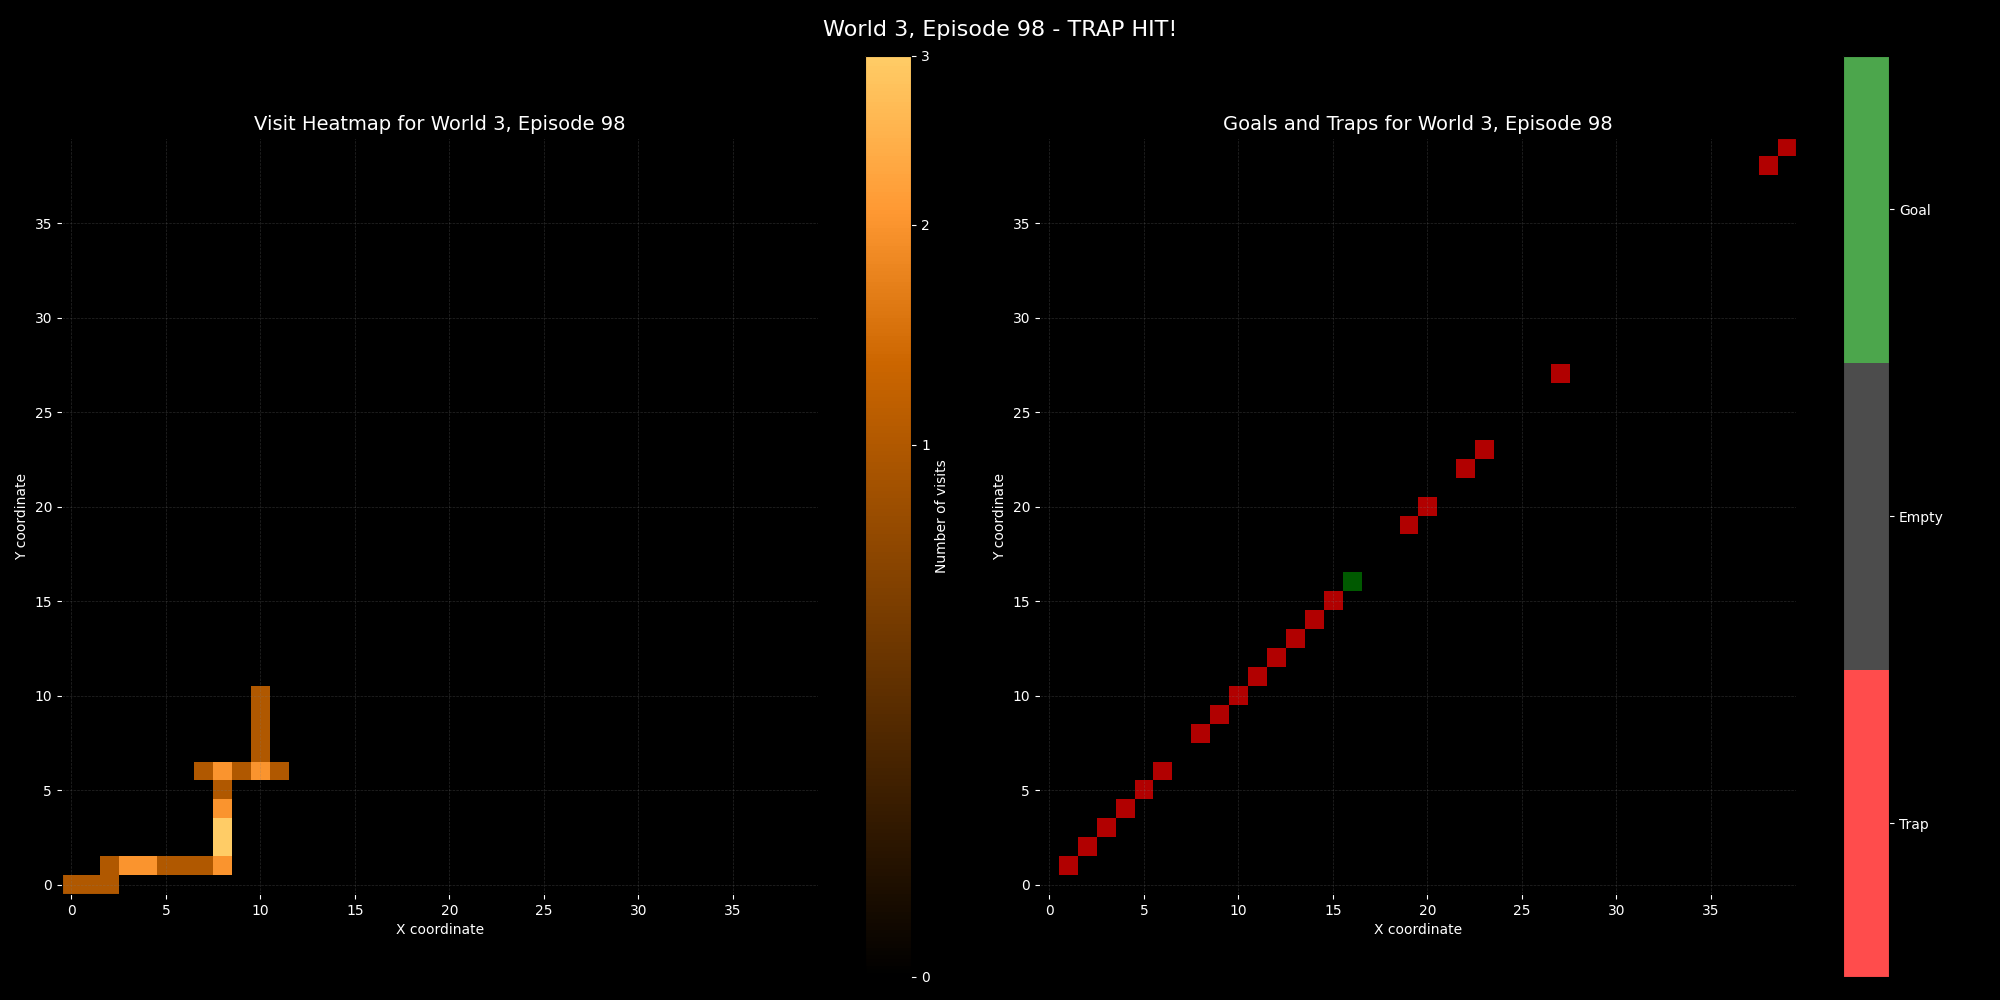 World 3, Episode 98 - TRAP HIT!
Visit Heatmap for World 3, Episode 98
Y coordinate
35
30
25
20
15
10
5
0
0 5 10 15 20 25 30 35
X coordinate
3
2
1
0
Number of visits
Goals and Traps for World 3, Episode 98
Y coordinate
35
30
25
20
15
10
5
0
0 5 10 15 20 25 30 35
X coordinate
Goal
Empty
Trap